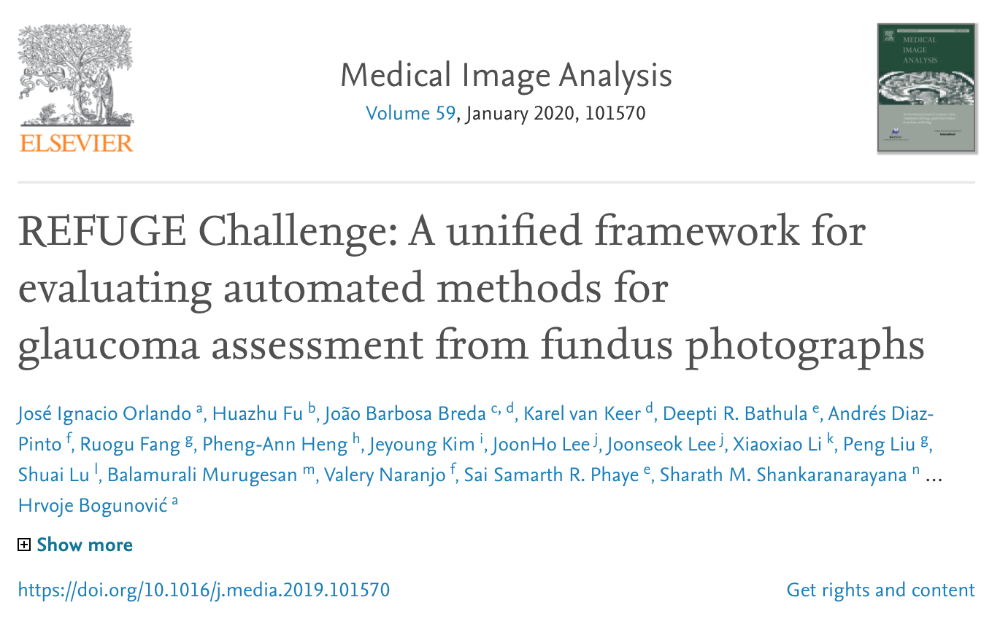 ELSEVIER
Medical Image Analysis
Volume 59, January 2020, 101570
MEDICAL
IMAGE
ANALYSIS
REFUGE Challenge: A unified framework for
evaluating automated methods for
glaucoma assessment from fundus photographs
José Ignacio Orlando a, Huazhu Fu b, João Barbosa Breda c, d, Karel van Keer d, Deepti R. Bathula e, Andrés Diaz-
Pinto f, Ruogu Fang g, Pheng-Ann Heng h, Jeyoung Kim i, JoonHo Lee j, Joonseok Lee j, Xiaoxiao Li k, Peng Liu g,
Shuai Lu l, Balamurali Murugesan m, Valery Naranjo f, Sai Samarth R. Phaye e, Sharath M. Shankaranarayana n …
Hrvoje Bogunović a
Show more
https://doi.org/10.1016/j.media.2019.101570
Get rights and content